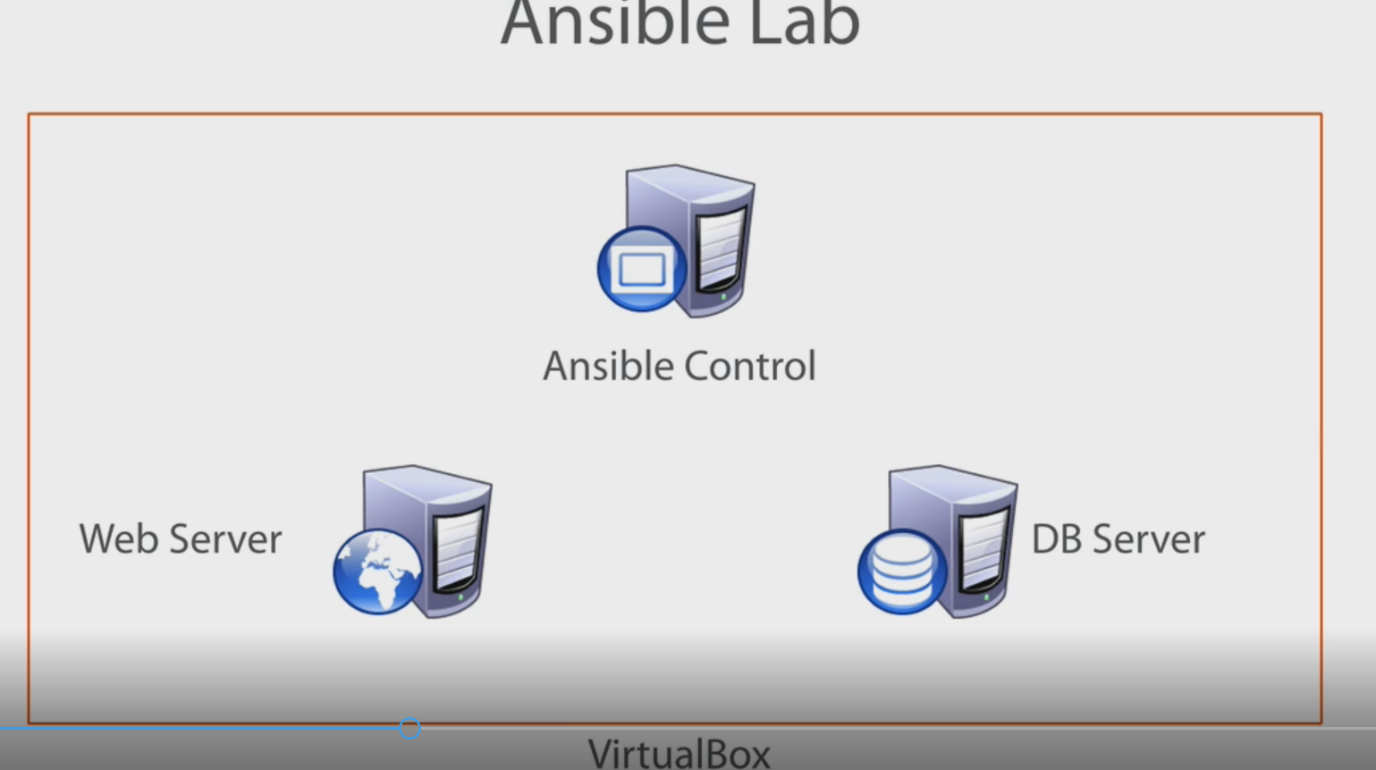 Ansible Lab
Ansible Control
Web Server
DB Server
VirtualBox